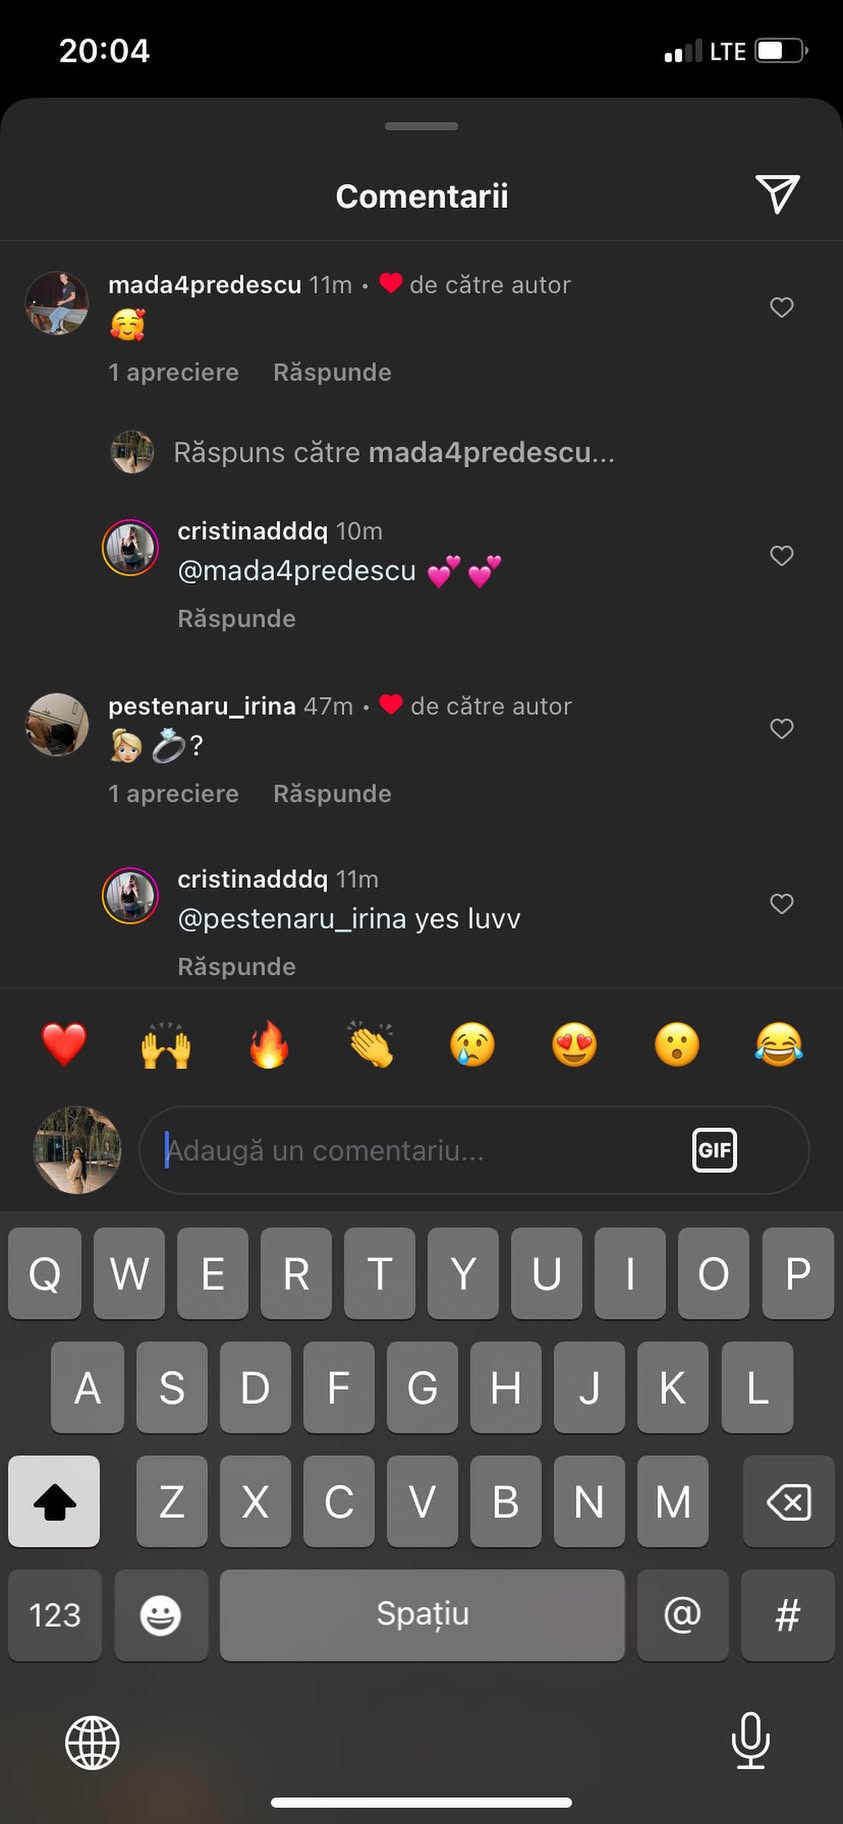 20:04 LTE
Comentarii
mada4predescu 11m • ❤️ de către autor
🥰
1 apreciere Răspunde
Răspuns către mada4predescu...
cristinadddq 10m
@mada4predescu 💕 💕
Răspunde
pestenaru_irina 47m • ❤️ de către autor
👱🏼‍♀️ 💍?
1 apreciere Răspunde
cristinadddq 11m
@pestenaru_irina yes luvv
Răspunde
❤️ 🙌 🔥 👏 😢 😍 😮 😂
Adaugă un comentariu... GIF
Q W E R T Y U I O P
A S D F G H J K L
Z X C V B N M
123 Spațiu @ #